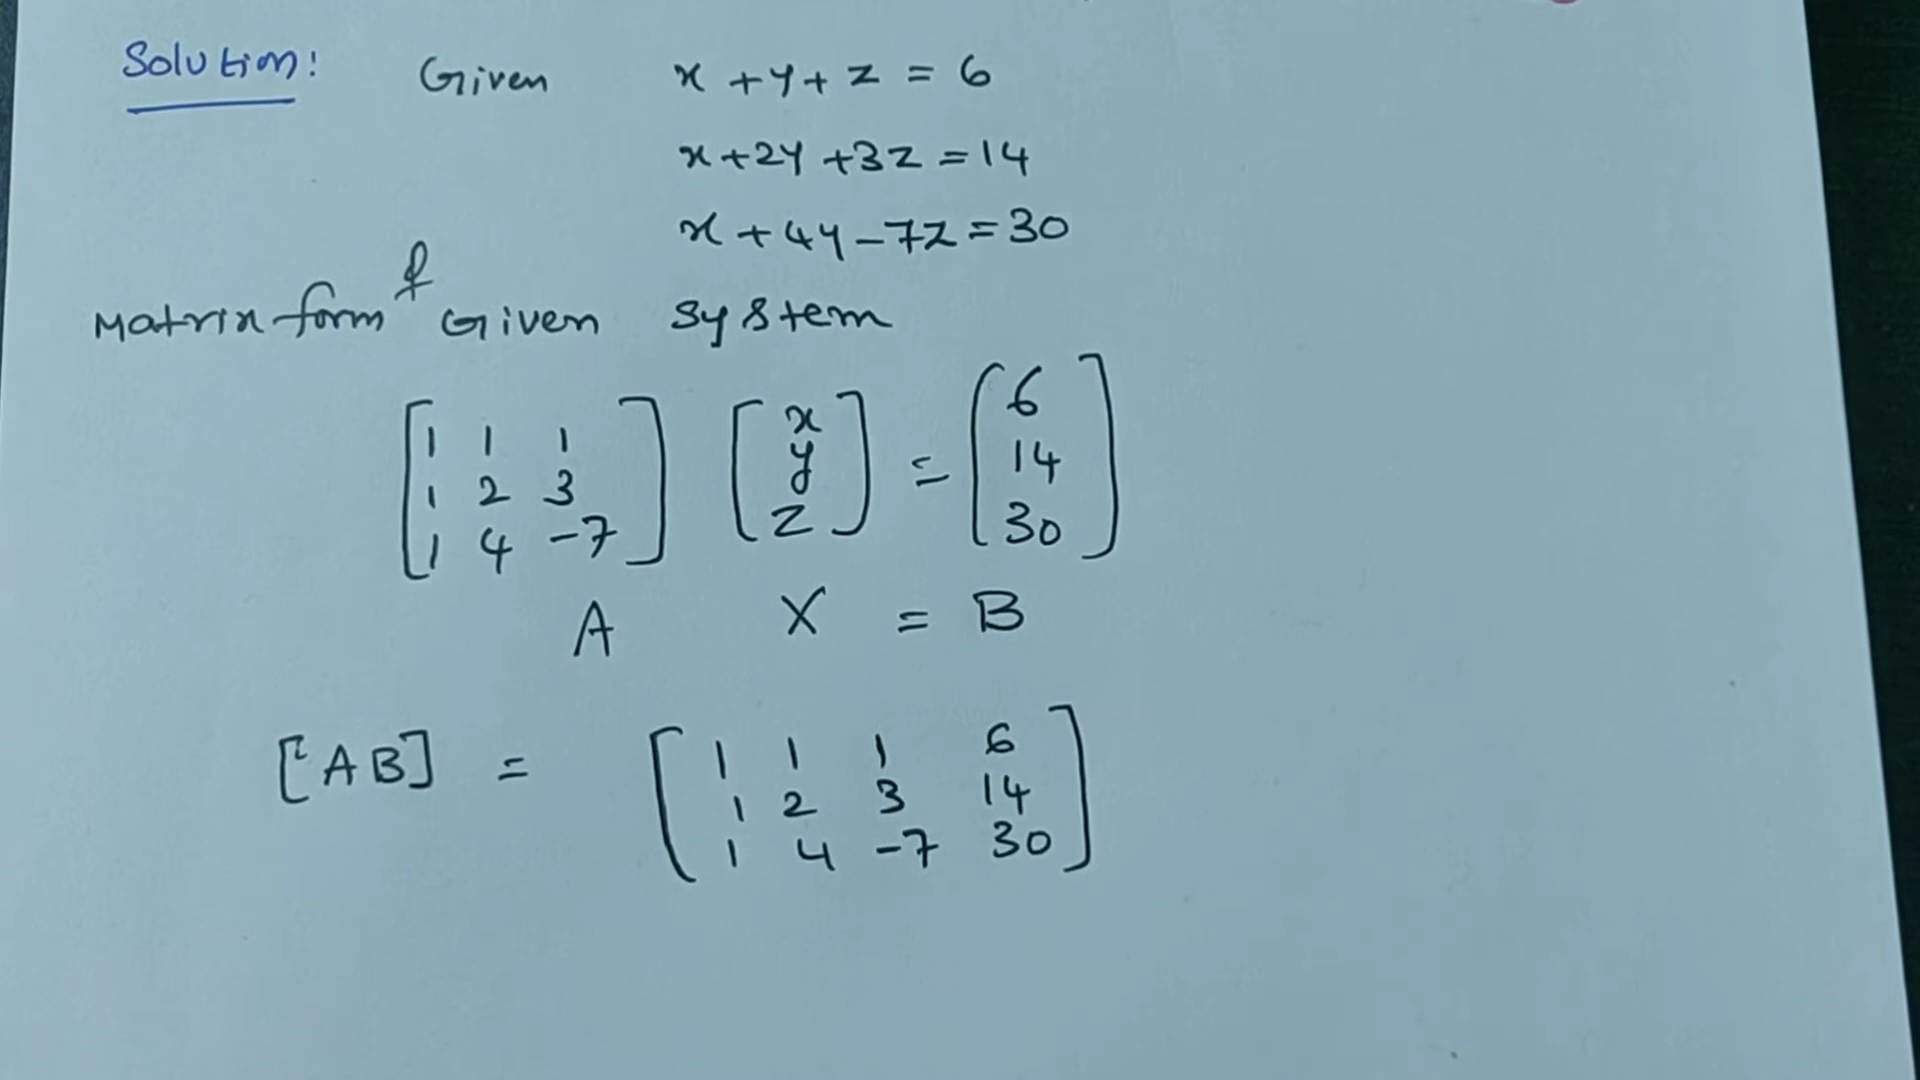 Solution: Given x + y + z = 6
x + 2y + 3z = 14
x + 4y - 7z = 30
Matrix form of Given system
[1 1 1] [x] = [6]
[1 2 3] [y] [14]
[1 4 -7] [z] [30]
A X = B
[A B] = [1 1 1 6]
[1 2 3 14]
[1 4 -7 30]